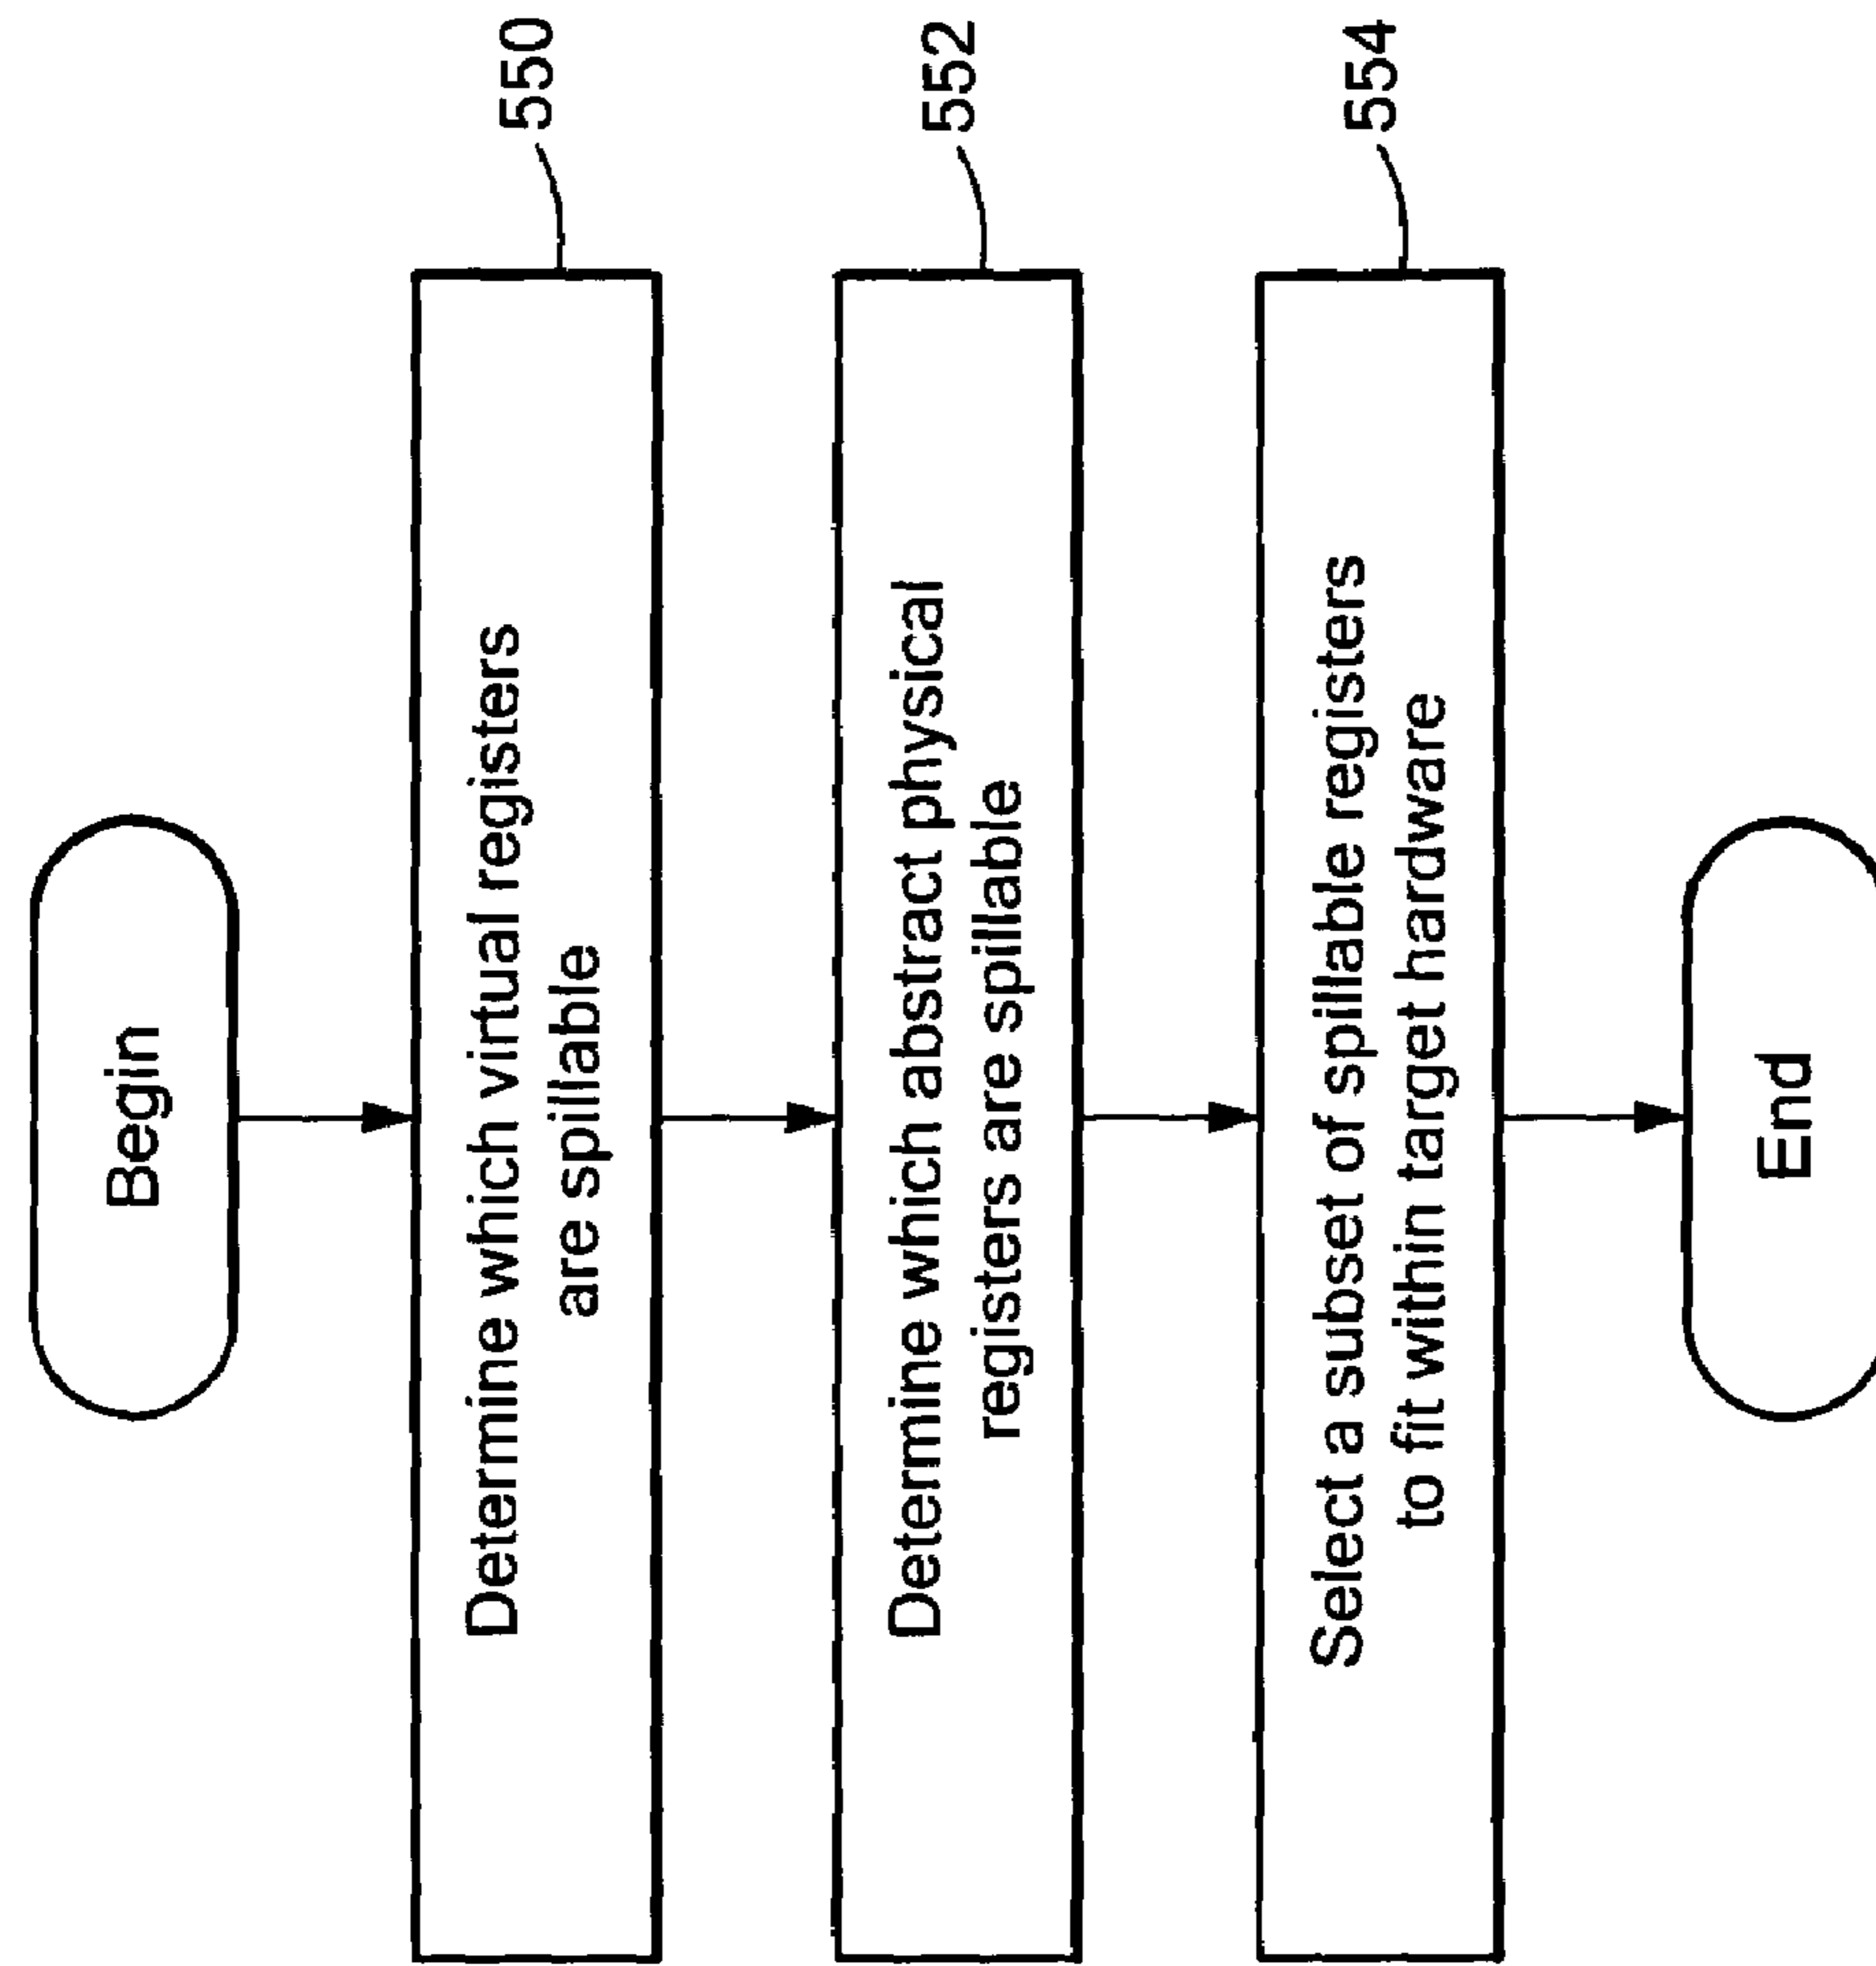 Begin
Determine which virtual registers
are spillable
550
Determine which abstract physical
registers are spillable
552
Select a subset of spillable registers
to fit within target hardware
554
End